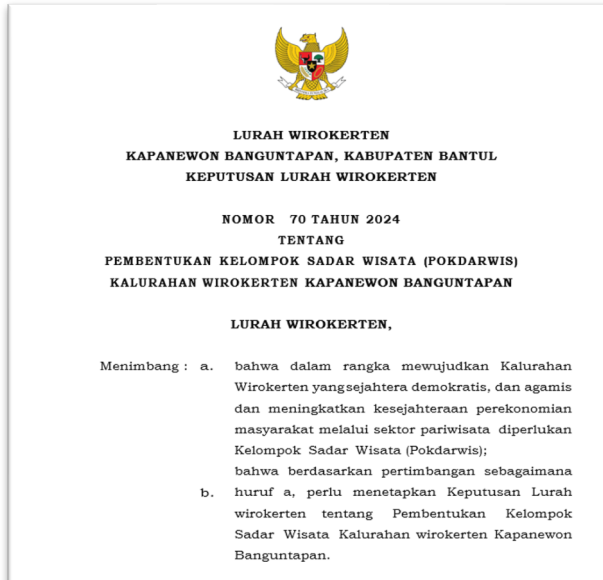 LURAH WIROKERTEN
KAPANEWON BANGUNTAPAN, KABUPATEN BANTUL
KEPUTUSAN LURAH WIROKERTEN
NOMOR 70 TAHUN 2024
TENTANG
PEMBENTUKAN KELOMPOK SADAR WISATA (POKDARWIS)
KALURAHAN WIROKERTEN KAPANEWON BANGUNTAPAN
LURAH WIROKERTEN,
Menimbang : a. bahwa dalam rangka mewujudkan Kalurahan
Wirokerten yangsejahtera demokratis, dan agamis
dan meningkatkan kesejahteraan perekonomian
masyarakat melalui sektor pariwisata diperlukan
Kelompok Sadar Wisata (Pokdarwis);
bahwa berdasarkan pertimbangan sebagaimana
b. huruf a, perlu menetapkan Keputusan Lurah
wirokerten tentang Pembentukan Kelompok
Sadar Wisata Kalurahan wirokerten Kapanewon
Banguntapan.